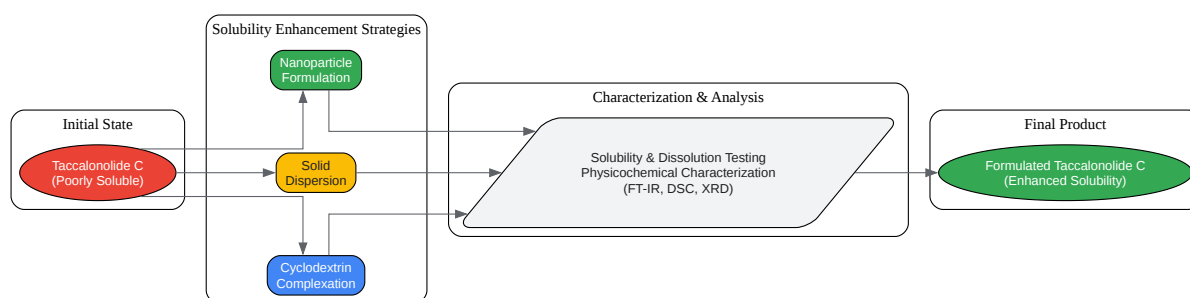 Solubility Enhancement Strategies
Nanoparticle
Formulation
Characterization & Analysis
Initial State
Final Product
Taccalonolide C
(Poorly Soluble)
Solid
Dispersion
Solubility & Dissolution Testing
Physicochemical Characterization
(FT-IR, DSC, XRD)
Formulated Taccalonolide C
(Enhanced Solubility)
Cyclodextrin
Complexation